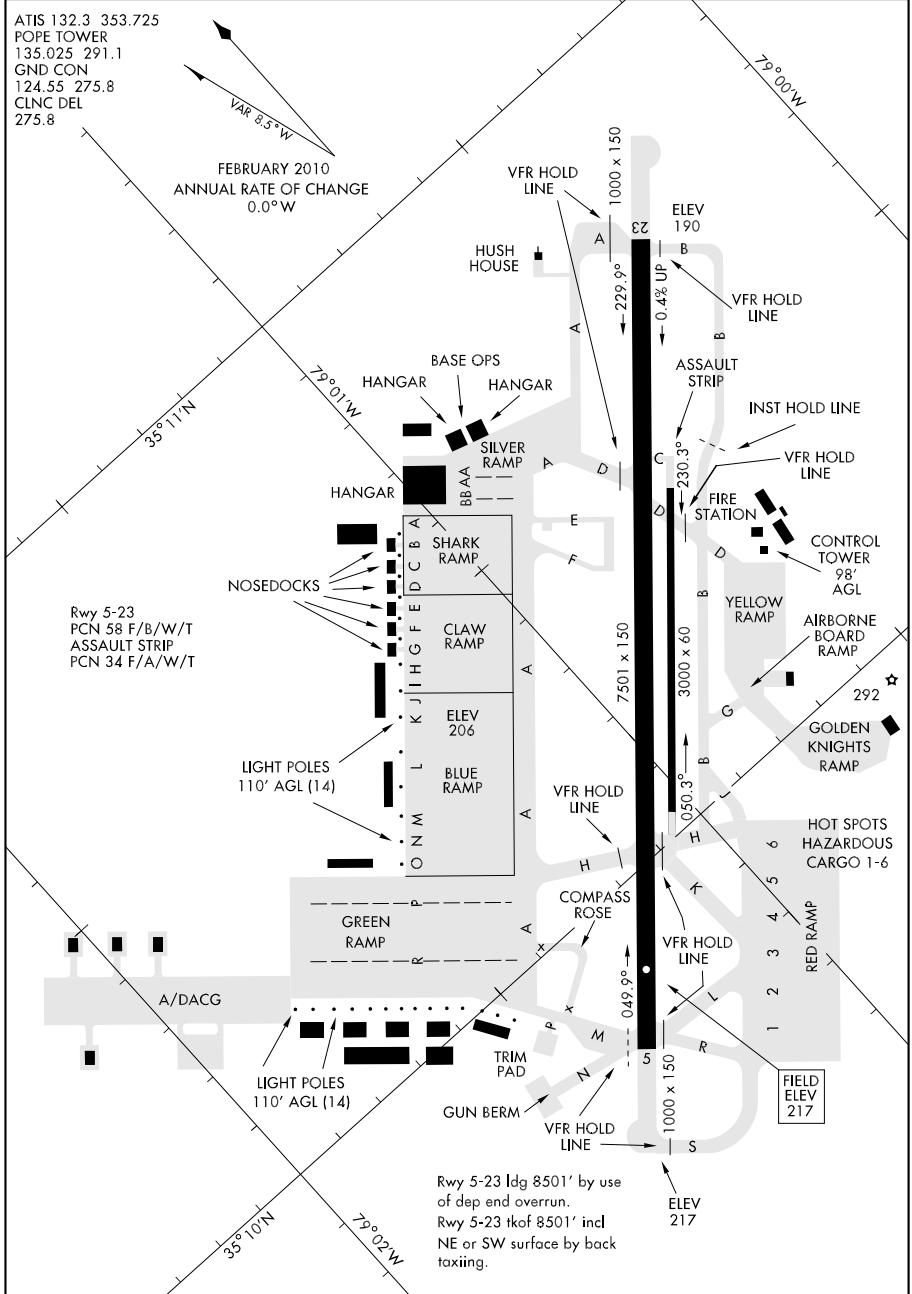 ATIS 132.3 353.725
POPE TOWER
135.025 291.1
GND CON
124.55 275.8
CLNC DEL
275.8
VAR 8.5°W
FEBRUARY 2010
ANNUAL RATE OF CHANGE
0.0°W
79°00'W
VFR HOLD
LINE
1000 x 150
ELEV
190
23
A
B
HUSH
HOUSE
229.9°
0.4% UP
VFR HOLD
LINE
A
B
ASSAULT
STRIP
BASE OPS
HANGAR
HANGAR
79°01'W
35°11'N
INST HOLD LINE
SILVER
RAMP
A
D
C
230.3°
VFR HOLD
LINE
HANGAR
AA
BB
E
F
D
D
FIRE
STATION
CONTROL
TOWER
98'
AGL
SHARK
RAMP
A
B
C
D
E
F
G
H
I
J
K
L
M
N
O
NOSEDOCKS
B
YELLOW
RAMP
Rwy 5-23
PCN 58 F/B/W/T
ASSAULT STRIP
PCN 34 F/A/W/T
CLAW
RAMP
AIRBORNE
BOARD
RAMP
A
7501 x 150
3000 x 60
292
G
GOLDEN
KNIGHTS
RAMP
ELEV
206
BLUE
RAMP
LIGHT POLES
110' AGL (14)
VFR HOLD
LINE
050.3°
B
J
A
HOT SPOTS
HAZARDOUS
CARGO 1-6
H
H
K
6
5
4
3
2
1
RED RAMP
COMPASS
ROSE
P
GREEN
RAMP
A
R
x
x
VFR HOLD
LINE
049.9°
L
A/DACG
P
M
N
R
5
TRIM
PAD
LIGHT POLES
110' AGL (14)
GUN BERM
VFR HOLD
LINE
1000 x 150
S
FIELD
ELEV
217
ELEV
217
Rwy 5-23 ldg 8501' by use
of dep end overrun.
Rwy 5-23 tkof 8501' incl
NE or SW surface by back
taxiing.
35°10'N
79°02'W